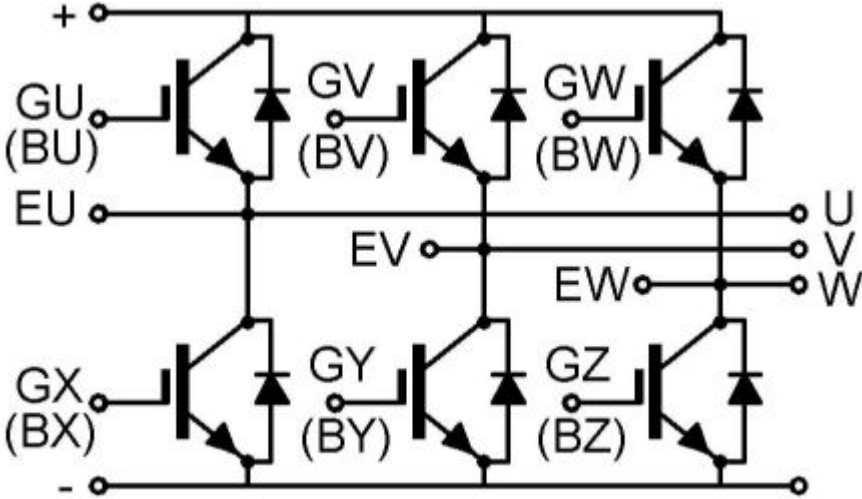 +
GU GV GW
(BU) (BV) (BW)
EU U
EV V
EW W
GX GY GZ
(BX) (BY) (BZ)
-